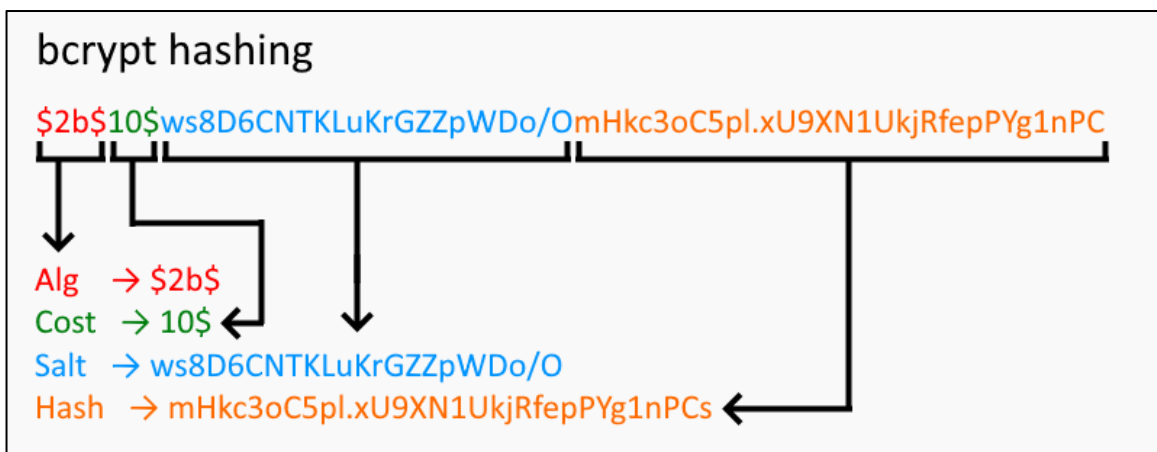 bcrypt hashing
$2b$10$ws8D6CNTKLuKrGZZpWDo/OmHkc3oC5pl.xU9XN1UkjRfepPYg1nPC
Alg → $2b$
Cost → 10$
Salt → ws8D6CNTKLuKrGZZpWDo/O
Hash → mHkc3oC5pl.xU9XN1UkjRfepPYg1nPCs